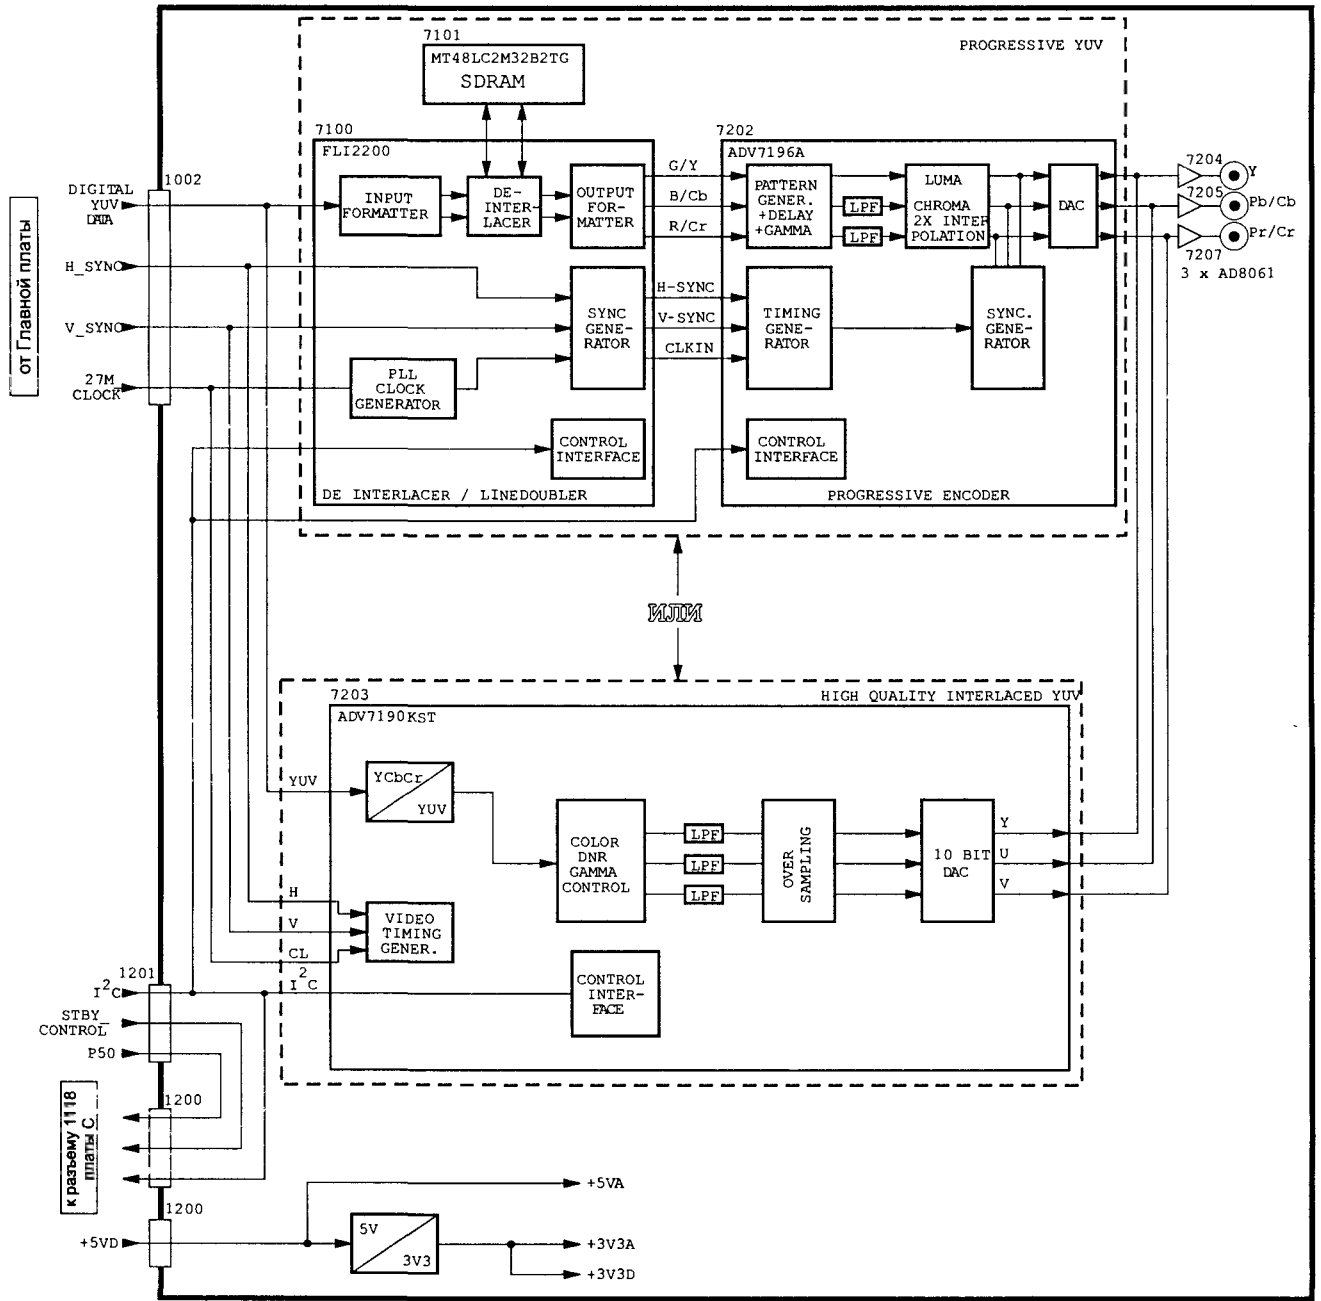 PROGRESSIVE YUV
7101
MT48LC2M32B2TG
SDRAM
7100
FLI2200
7202
ADV7196A
1002
от Главной платы
DIGITAL
YUV
DATA
H_SYNC
V_SYNC
27M_
CLOCK
INPUT
FORMATTER
DE-
INTER-
LACER
OUTPUT
FOR-
MATTER
G/Y
B/Cb
R/Cr
PATTERN
GENER.
+DELAY
+GAMMA
LPF
LPF
LUMA
CHROMA
2X INTER
POLATION
DAC
7204
Y
7205
Pb/Cb
Pr/Cr
7207
3 x AD8061
PLL
CLOCK
GENERATOR
SYNC
GENE-
RATOR
H-SYNC
V-SYNC
CLKIN
TIMING
GENE-
RATOR
SYNC.
GENE-
RATOR
CONTROL
INTERFACE
CONTROL
INTERFACE
DE INTERLACER / LINEDOUBLER
PROGRESSIVE ENCODER
ИЛИ
7203
HIGH QUALITY INTERLACED YUV
ADV7190KST
YUV
YCbCr
YUV
COLOR
DNR
GAMMA
CONTROL
LPF
LPF
LPF
OVER
SAMPLING
10 BIT
DAC
Y
U
V
H
V
CL
VIDEO
TIMING
GENER.
I²C
CONTROL
INTER-
FACE
1201
I²C
STBY_
CONTROL
P50
1200
к разъему 1118
платы С
1200
+5VD
5V
3V3
+5VA
+3V3A
+3V3D